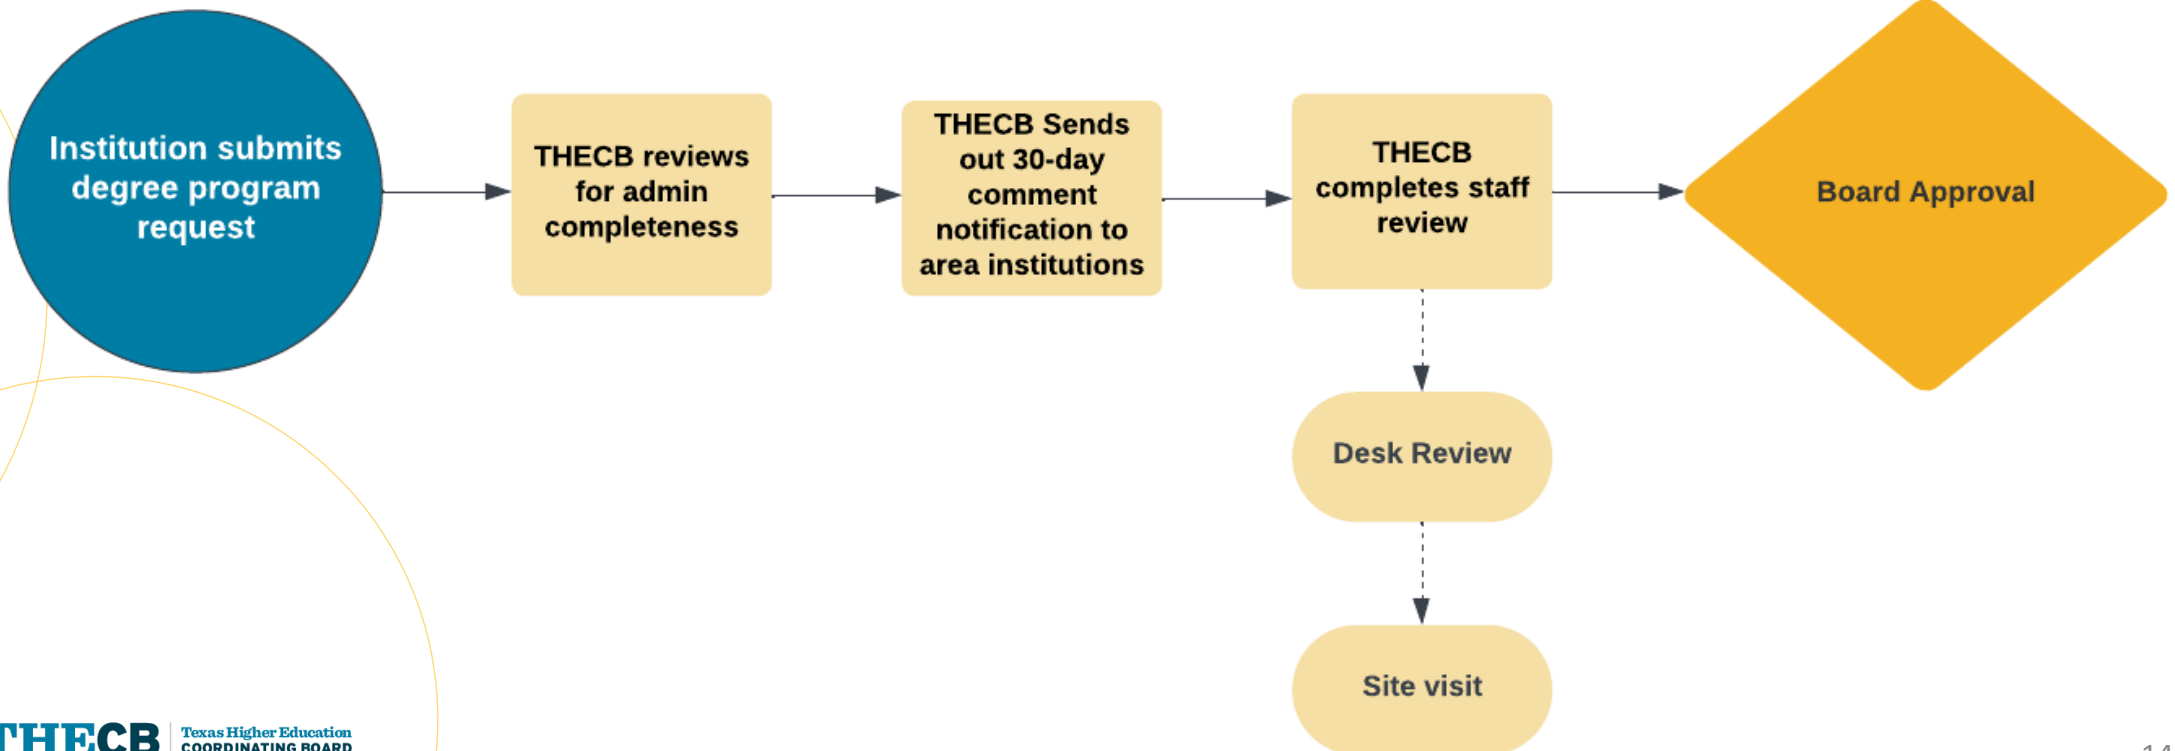 Institution submits
degree program
request
THECB reviews
for admin
completeness
THECB Sends
out 30-day
comment
notification to
area institutions
THECB
completes staff
review
Board Approval
Desk Review
Site visit
THECB
Texas Higher Education
COORDINATING BOARD
14